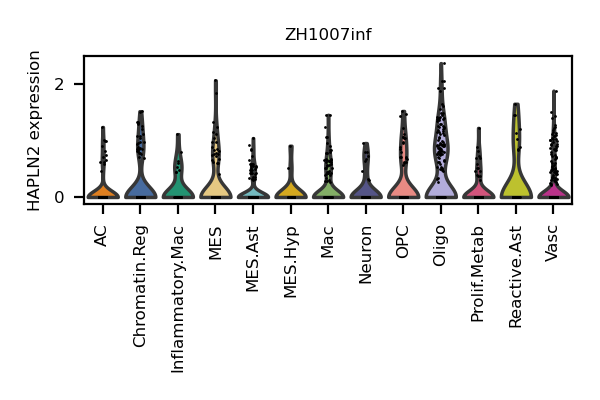 ZH1007inf
HAPLN2 expression
2
0
AC
Chromatin.Reg
Inflammatory.Mac
MES
MES.Ast
MES.Hyp
Mac
Neuron
OPC
Oligo
Prolif.Metab
Reactive.Ast
Vasc